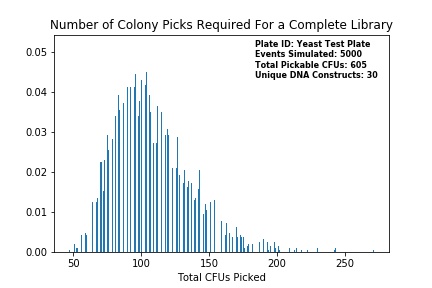 Number of Colony Picks Required For a Complete Library
Plate ID: Yeast Test Plate
Events Simulated: 5000
Total Pickable CFUs: 605
Unique DNA Constructs: 30
0.05
0.04
0.03
0.02
0.01
0.00
50 100 150 200 250
Total CFUs Picked